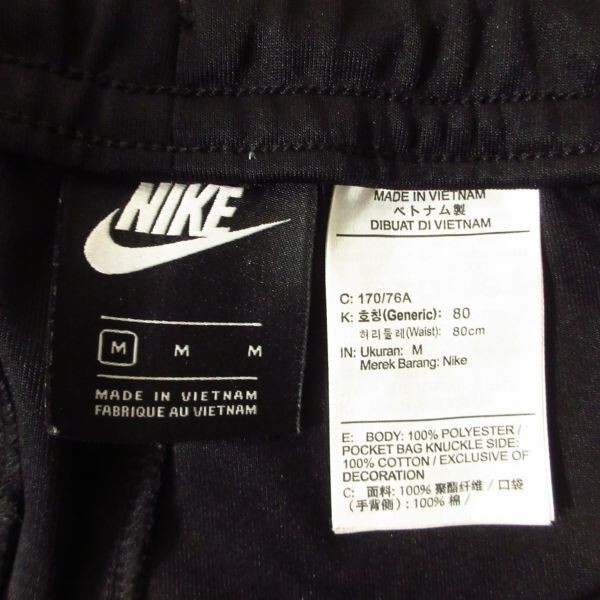 NIKE
M M M
MADE IN VIETNAM
FABRIQUE AU VIETNAM
MADE IN VIETNAM
ベトナム製
DIBUAT DI VIETNAM
C: 170/76A
K: 호칭(Generic): 80
허리둘레(Waist): 80cm
IN: Ukuran: M
Merek Barang: Nike
E: BODY: 100% POLYESTER /
POCKET BAG KNUCKLE SIDE:
100% COTTON / EXCLUSIVE OF
DECORATION
C: 面料: 100% 聚酯纤维 / 口袋
(手背侧) : 100% 棉 /